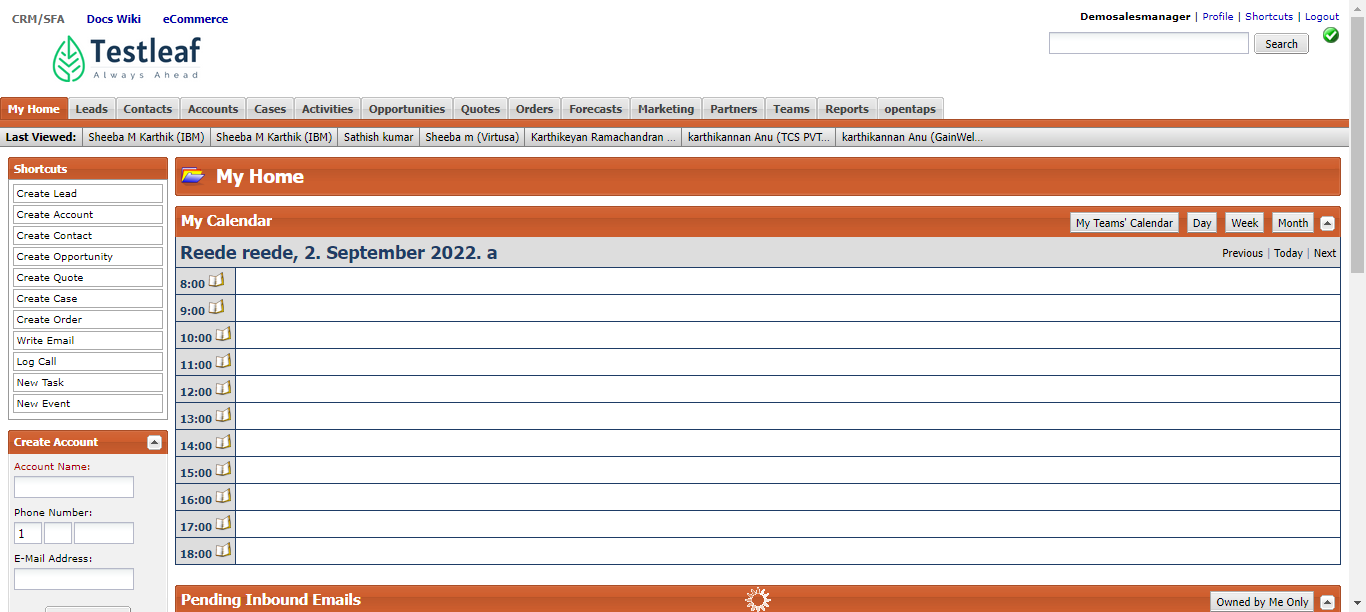 CRM/SFA Docs Wiki eCommerce
Demosalesmanager | Profile | Shortcuts | Logout
Testleaf
Always Ahead
Search
My Home Leads Contacts Accounts Cases Activities Opportunities Quotes Orders Forecasts Marketing Partners Teams Reports opentaps
Last Viewed: Sheeba M Karthik (IBM) Sheeba M Karthik (IBM) Sathish kumar Sheeba m (Virtusa) Karthikeyan Ramachandran ... karthikannan Anu (TCS PVT... karthikannan Anu (GainWel...
Shortcuts
Create Lead
Create Account
Create Contact
Create Opportunity
Create Quote
Create Case
Create Order
Write Email
Log Call
New Task
New Event
Create Account
Account Name:
Phone Number:
1
E-Mail Address:
My Home
My Calendar My Teams' Calendar Day Week Month
Reede reede, 2. September 2022. a Previous | Today | Next
8:00
9:00
10:00
11:00
12:00
13:00
14:00
15:00
16:00
17:00
18:00
Pending Inbound Emails Owned by Me Only